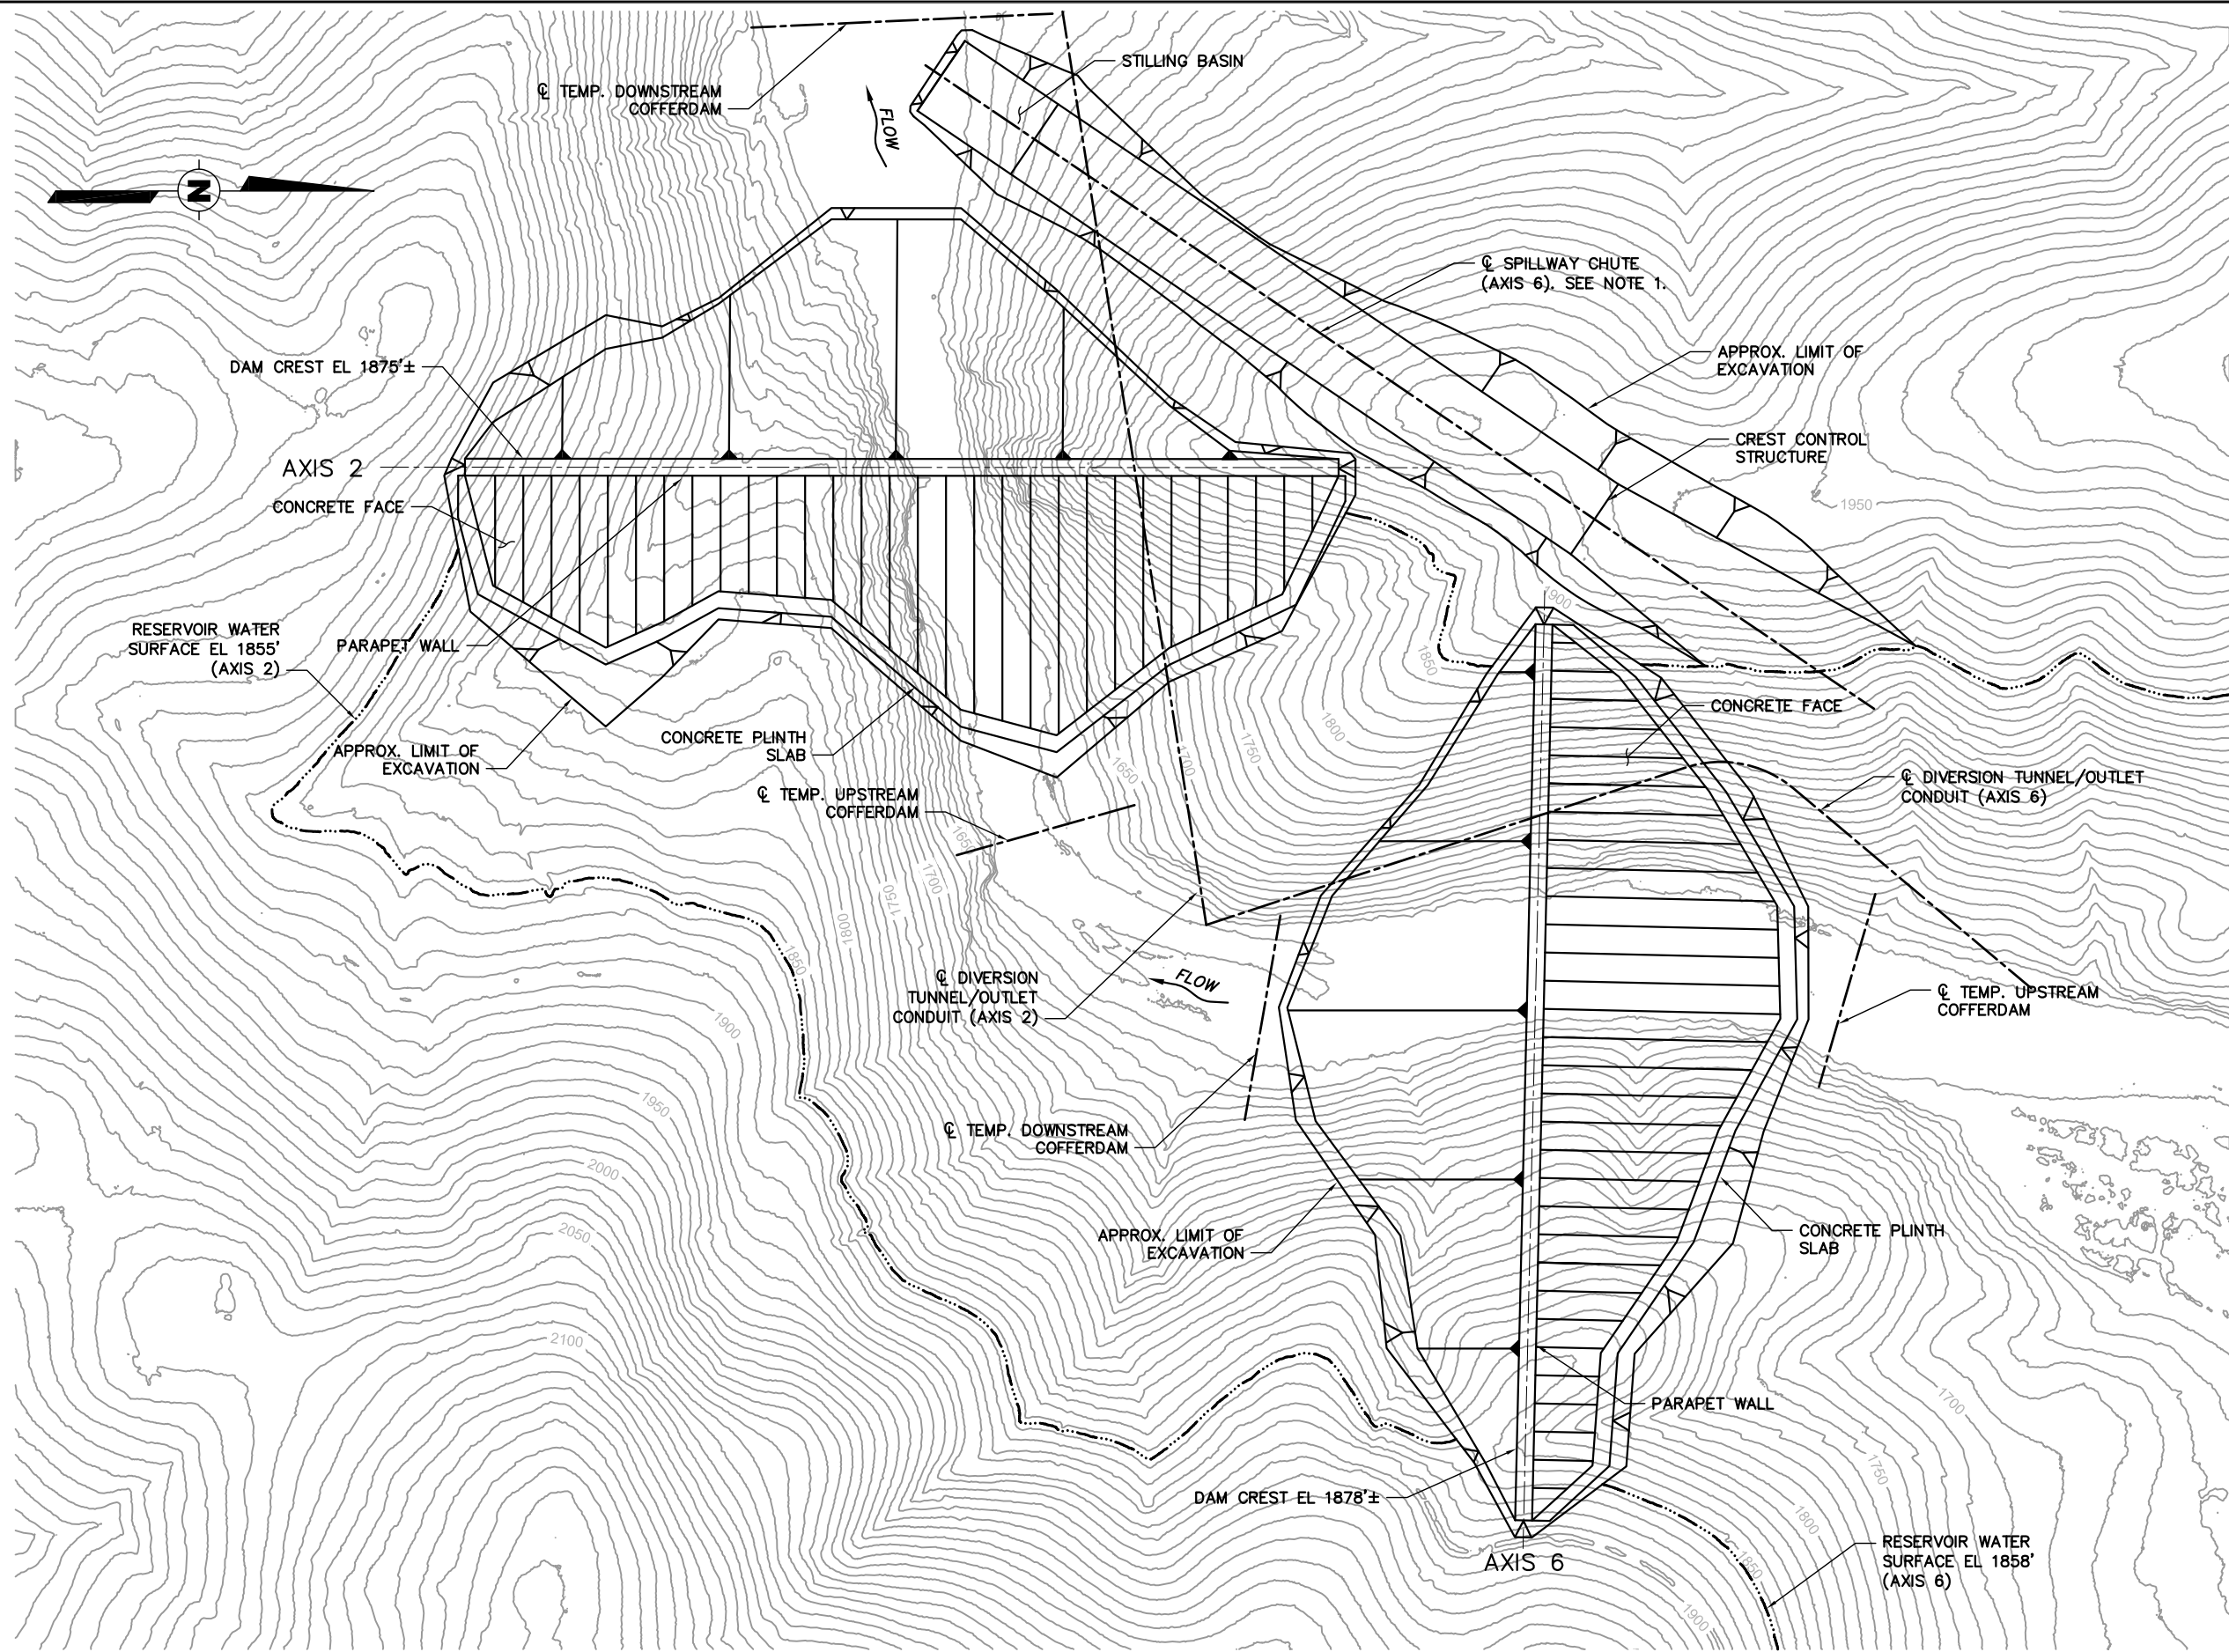 STILLING BASIN
℄ TEMP. DOWNSTREAM
COFFERDAM
FLOW
N
℄ SPILLWAY CHUTE
(AXIS 6). SEE NOTE 1.
DAM CREST EL 1875'±
APPROX. LIMIT OF
EXCAVATION
CREST CONTROL
STRUCTURE
AXIS 2
CONCRETE FACE
1950
1900
RESERVOIR WATER
SURFACE EL 1855'
(AXIS 2)
PARAPET WALL
1850
CONCRETE FACE
1800
APPROX. LIMIT OF
EXCAVATION
CONCRETE PLINTH
SLAB
1750
1700
1650
℄ DIVERSION TUNNEL/OUTLET
CONDUIT (AXIS 6)
℄ TEMP. UPSTREAM
COFFERDAM
1650
1700
1750
1800
1850
℄ DIVERSION
TUNNEL/OUTLET
CONDUIT (AXIS 2)
FLOW
℄ TEMP. UPSTREAM
COFFERDAM
1900
1950
℄ TEMP. DOWNSTREAM
COFFERDAM
2000
2050
APPROX. LIMIT OF
EXCAVATION
CONCRETE PLINTH
SLAB
2100
PARAPET WALL
1700
1750
DAM CREST EL 1878'±
1800
1850
RESERVOIR WATER
SURFACE EL 1858'
(AXIS 6)
AXIS 6
1900